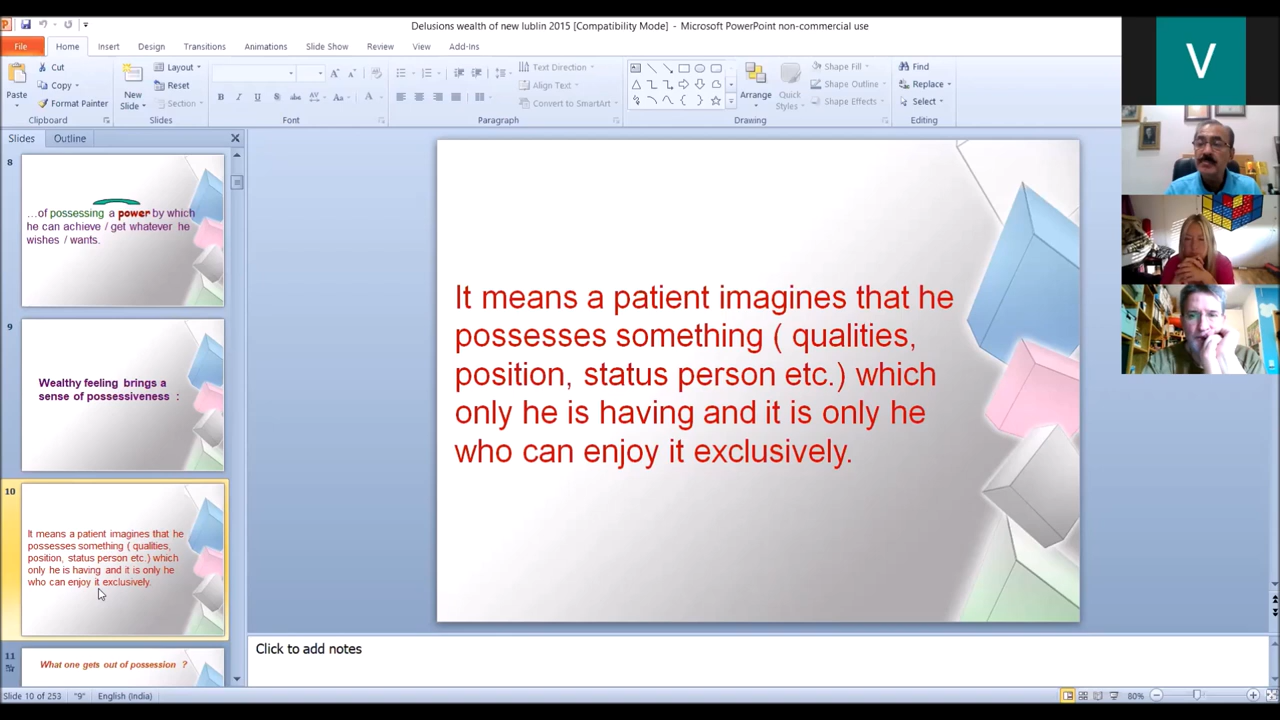 Delusions wealth of new lublin 2015 [Compatibility Mode] - Microsoft PowerPoint non-commercial use
File Home Insert Design Transitions Animations Slide Show Review View Add-Ins
Paste
Cut
Copy
Format Painter
Clipboard
New Slide
Layout
Reset
Section
Slides
B I U S abc AV Aa A
Font
Text Direction
Align Text
Convert to SmartArt
Paragraph
Arrange
Quick Styles
Shape Fill
Shape Outline
Shape Effects
Drawing
Find
Replace
Select
Editing
V
Slides Outline
8
...of possessing a power by which
he can achieve / get whatever he
wishes / wants.
9
Wealthy feeling brings a
sense of possessiveness :
10
It means a patient imagines that he
possesses something ( qualities,
position, status person etc.) which
only he is having and it is only he
who can enjoy it exclusively.
11
What one gets out of possession ?
It means a patient imagines that he
possesses something ( qualities,
position, status person etc.) which
only he is having and it is only he
who can enjoy it exclusively.
Click to add notes
Slide 10 of 253 "9" English (India) 80%